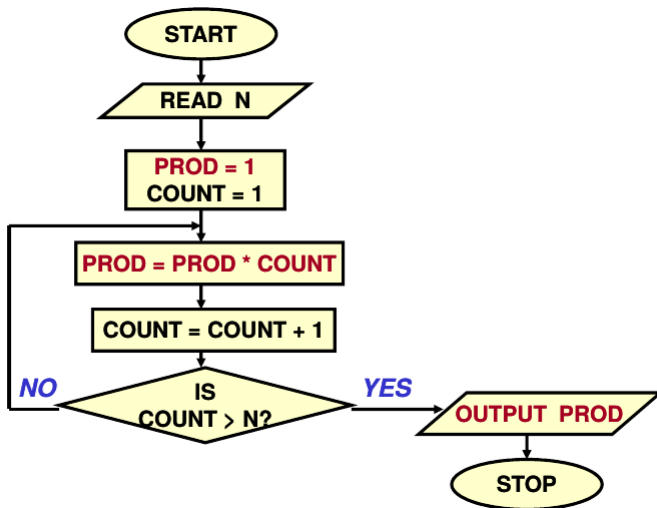 START
READ N
PROD = 1
COUNT = 1
PROD = PROD * COUNT
COUNT = COUNT + 1
IS
COUNT > N?
NO
YES
OUTPUT PROD
STOP